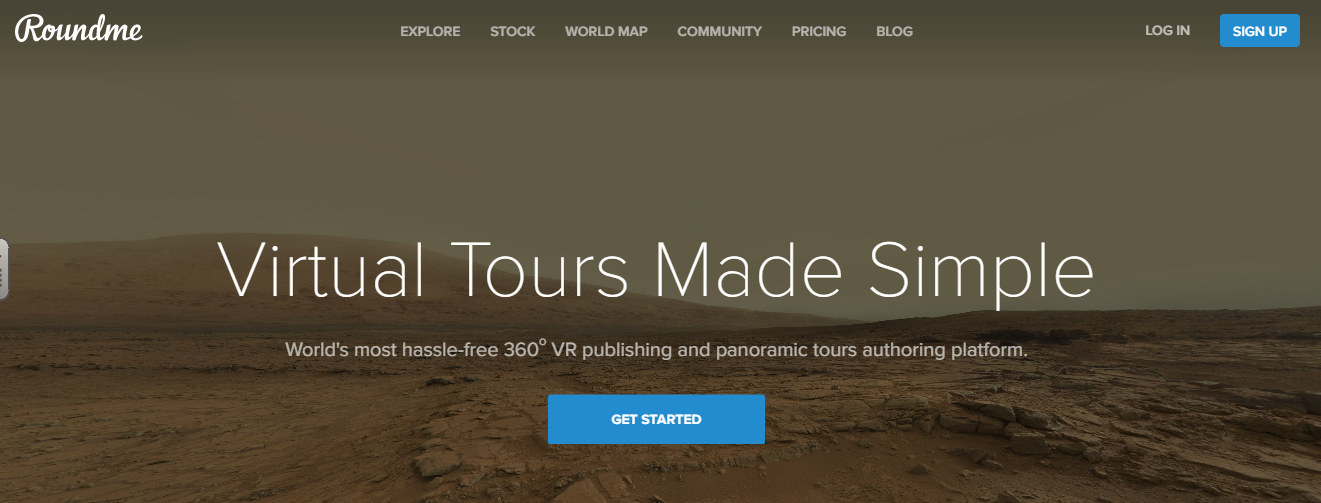 Roundme
EXPLORE STOCK WORLD MAP COMMUNITY PRICING BLOG
LOG IN SIGN UP
Virtual Tours Made Simple
World's most hassle-free 360° VR publishing and panoramic tours authoring platform.
GET STARTED